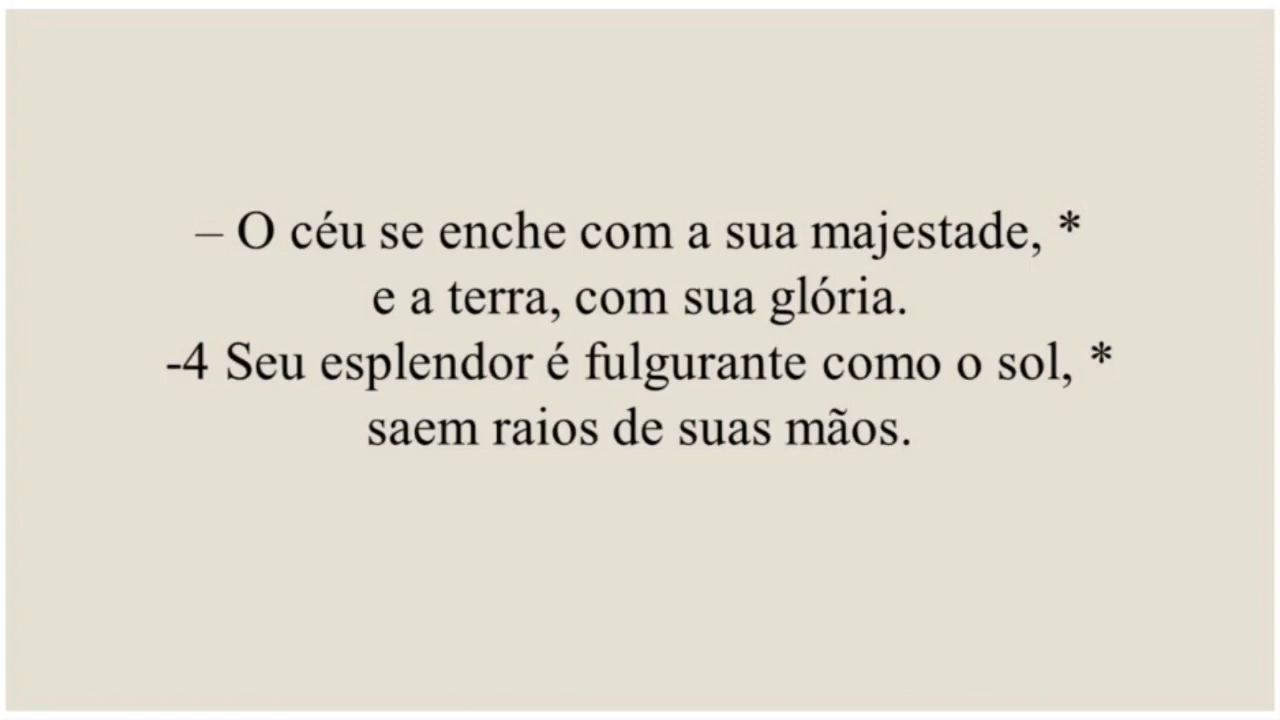 – O céu se enche com a sua majestade, *
e a terra, com sua glória.
-4 Seu esplendor é fulgurante como o sol, *
saem raios de suas mãos.